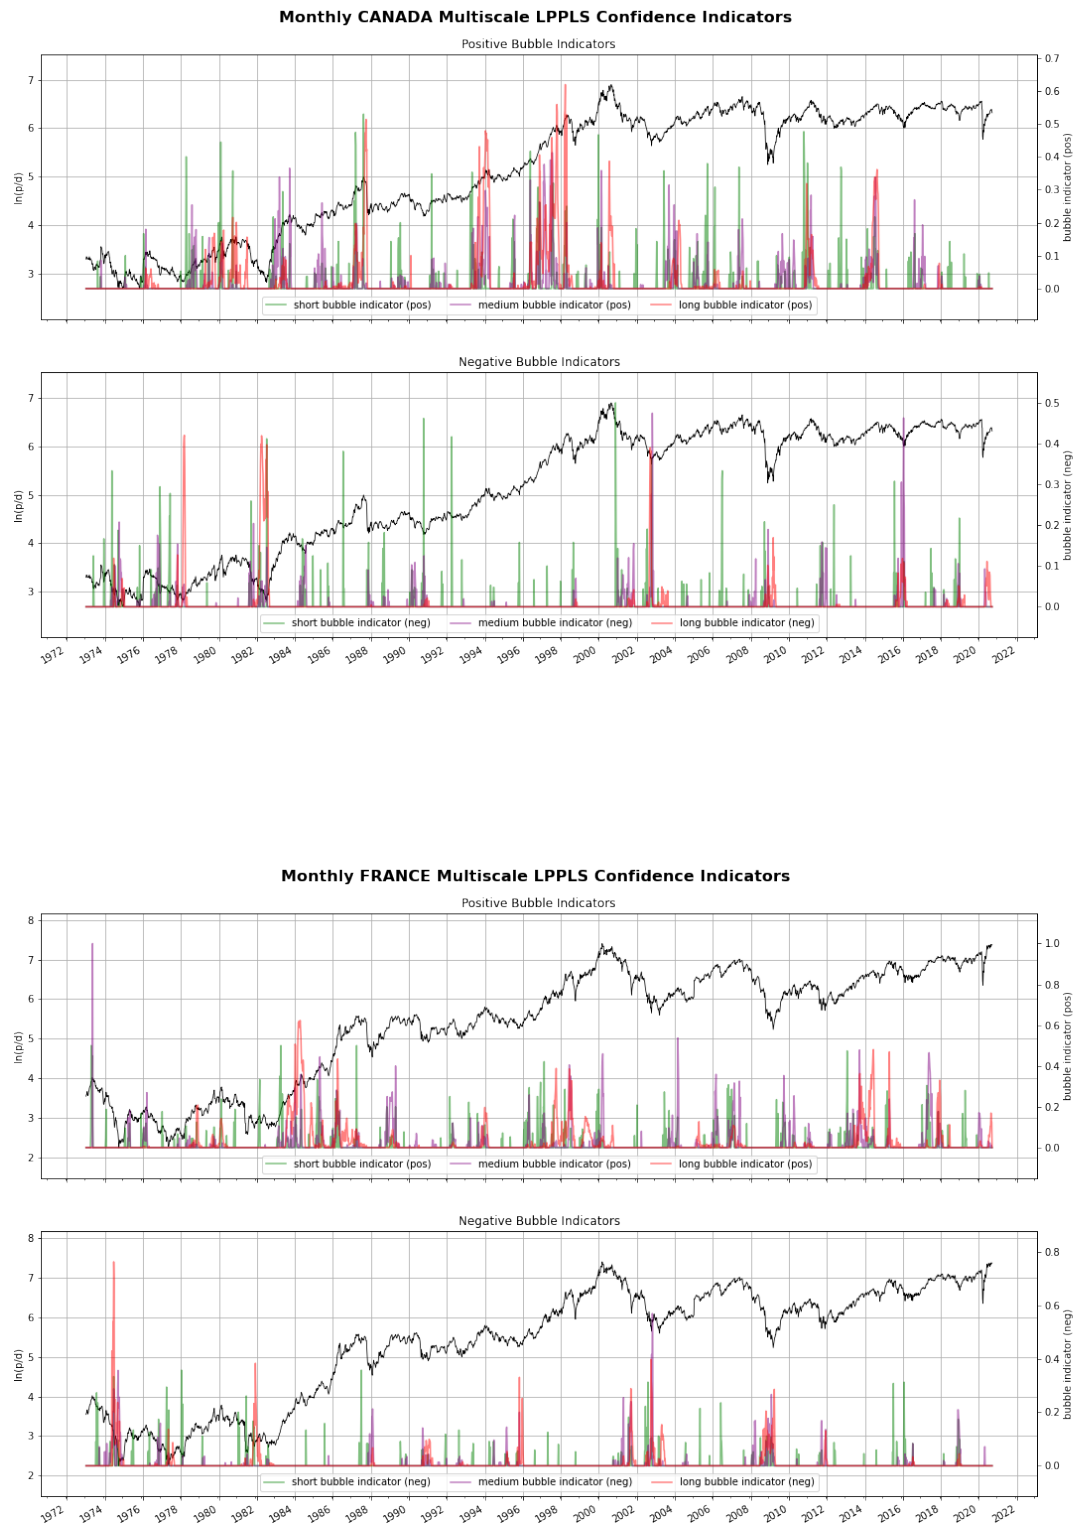 Monthly CANADA Multiscale LPPLS Confidence Indicators
Positive Bubble Indicators
7
6
5
4
3
ln(p/d)
0.7
0.6
0.5
0.4
0.3
0.2
0.1
0.0
bubble indicator (pos)
short bubble indicator (pos) medium bubble indicator (pos) long bubble indicator (pos)
Negative Bubble Indicators
7
6
5
4
3
ln(p/d)
0.5
0.4
0.3
0.2
0.1
0.0
bubble indicator (neg)
short bubble indicator (neg) medium bubble indicator (neg) long bubble indicator (neg)
1972 1974 1976 1978 1980 1982 1984 1986 1988 1990 1992 1994 1996 1998 2000 2002 2004 2006 2008 2010 2012 2014 2016 2018 2020 2022
Monthly FRANCE Multiscale LPPLS Confidence Indicators
Positive Bubble Indicators
8
7
6
5
4
3
2
ln(p/d)
1.0
0.8
0.6
0.4
0.2
0.0
bubble indicator (pos)
short bubble indicator (pos) medium bubble indicator (pos) long bubble indicator (pos)
Negative Bubble Indicators
8
7
6
5
4
3
2
ln(p/d)
0.8
0.6
0.4
0.2
0.0
bubble indicator (neg)
short bubble indicator (neg) medium bubble indicator (neg) long bubble indicator (neg)
1972 1974 1976 1978 1980 1982 1984 1986 1988 1990 1992 1994 1996 1998 2000 2002 2004 2006 2008 2010 2012 2014 2016 2018 2020 2022